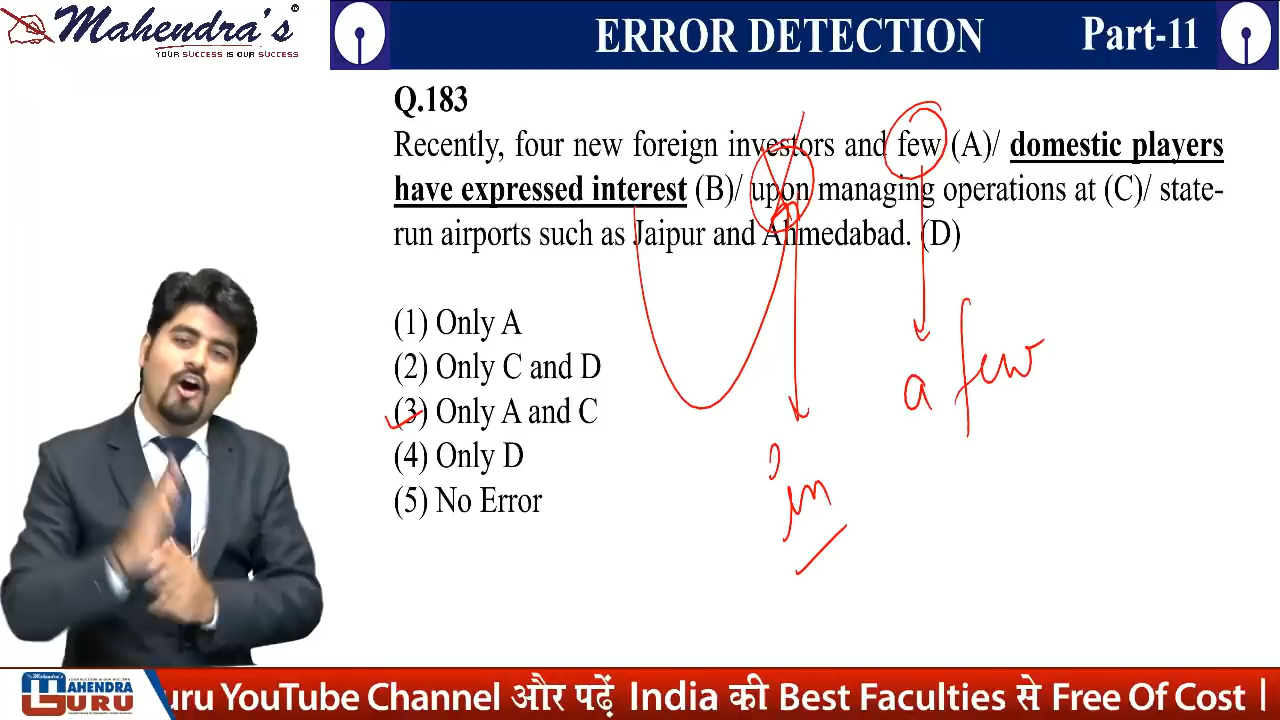 Mahendra's
YOUR SUCCESS IS OUR SUCCESS
ERROR DETECTION
Part-11
Q.183
Recently, four new foreign investors and few (A)/ domestic players
have expressed interest (B)/ upon managing operations at (C)/ state-
run airports such as Jaipur and Ahmedabad. (D)
(1) Only A
(2) Only C and D
(3) Only A and C
(4) Only D
(5) No Error
a few
in
MAHENDRA
GURU
uru YouTube Channel और पढ़ें India की Best Faculties से Free Of Cost |